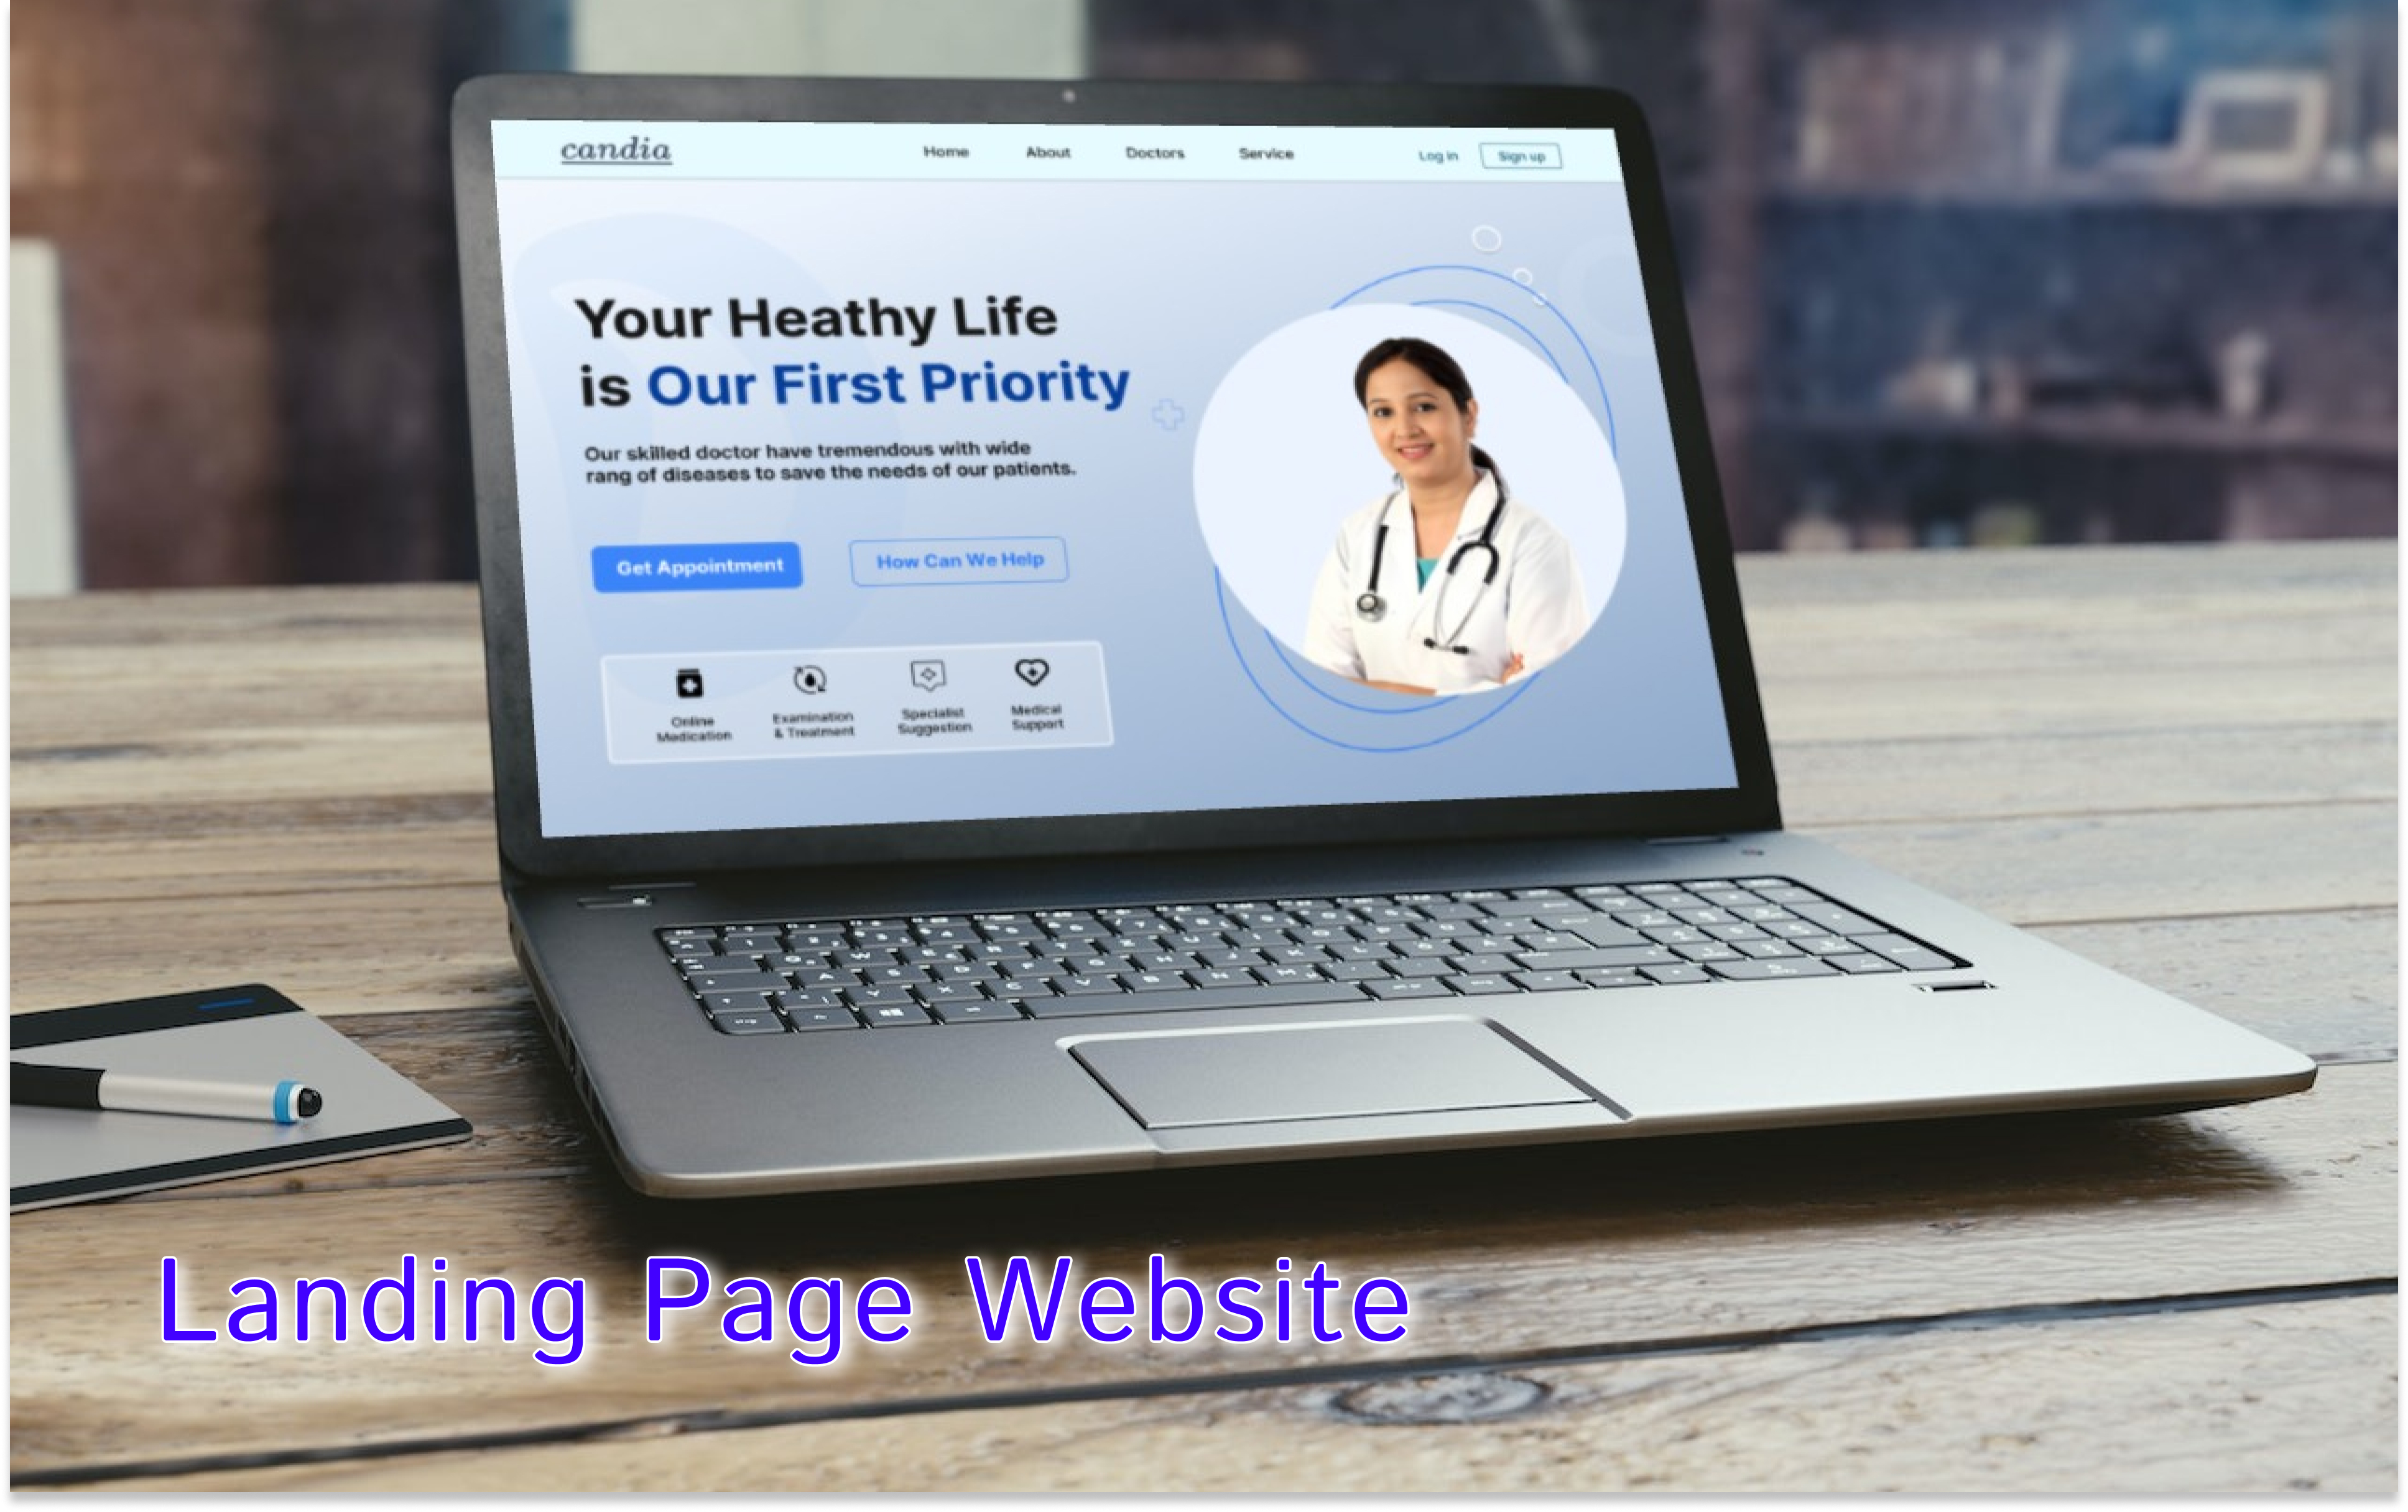 candia
Home About Doctors Service Log in Sign up
Your Heathy Life
is Our First Priority
Our skilled doctor have tremendous with wide
rang of diseases to save the needs of our patients.
Get Appointment How Can We Help
Online
Medication
Examination
& Treatment
Specialist
Suggestion
Medical
Support
Landing Page Website